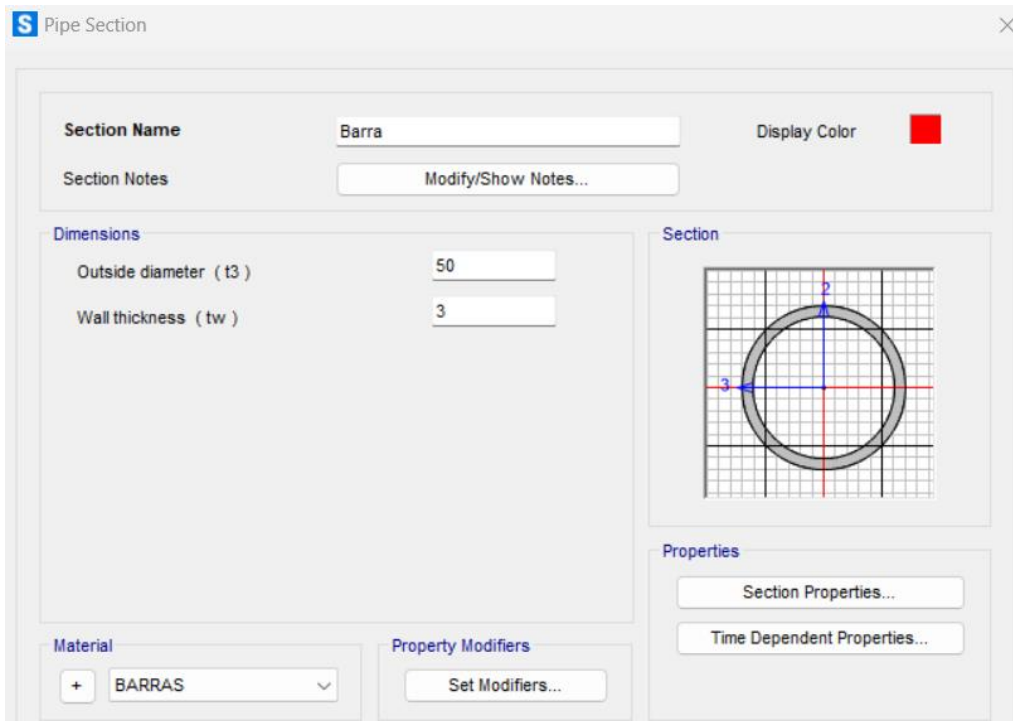 S Pipe Section
Section Name Barra Display Color
Section Notes Modify/Show Notes...
Dimensions
Outside diameter ( t3 ) 50
Wall thickness ( tw ) 3
Section
2
3
Properties
Section Properties...
Time Dependent Properties...
Material
+ BARRAS
Property Modifiers
Set Modifiers...